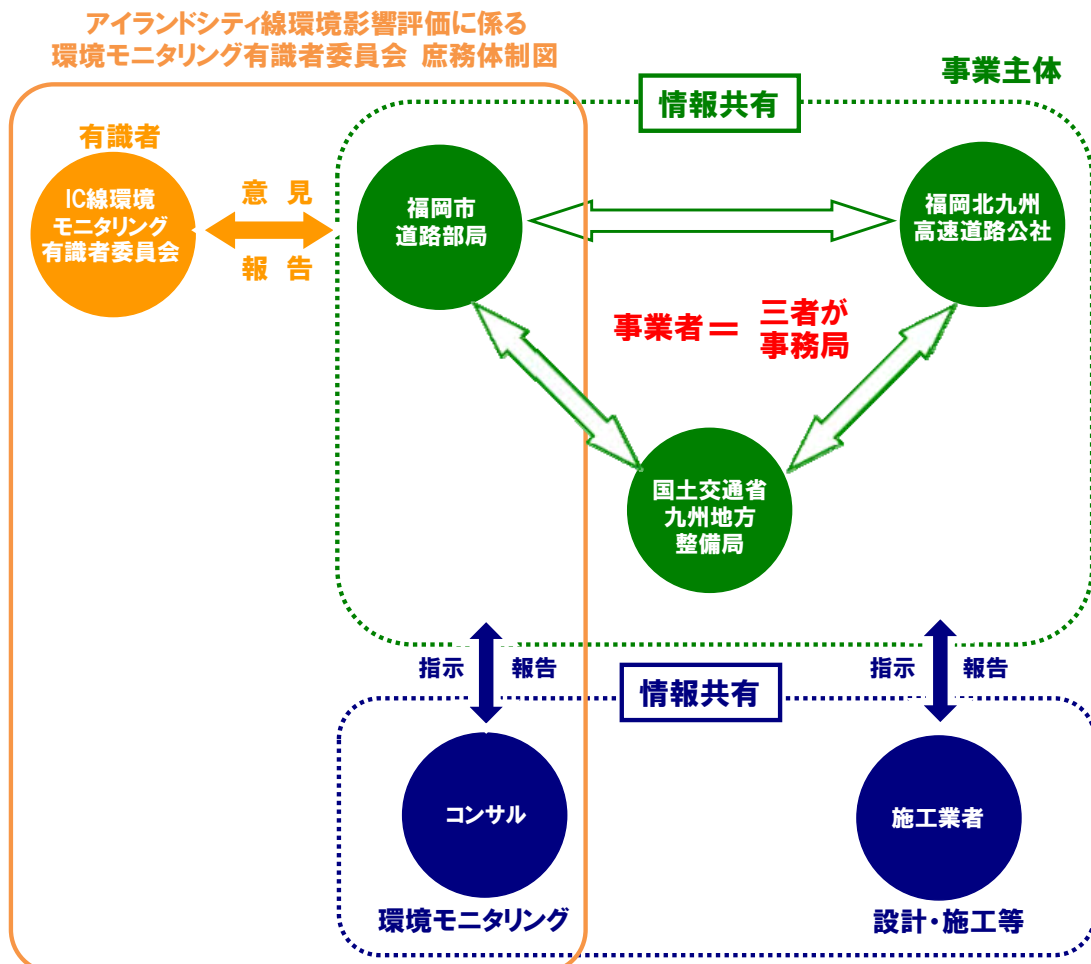 アイランドシティ線環境影響評価に係る
環境モニタリング有識者委員会 庶務体制図
事業主体
情報共有
有識者
IC線環境
モニタリング
有識者委員会
意 見
報 告
福岡市
道路部局
福岡北九州
高速道路公社
事業者＝ 三者が
事務局
国土交通省
九州地方
整備局
指示 報告
指示 報告
情報共有
コンサル
施工業者
環境モニタリング
設計・施工等